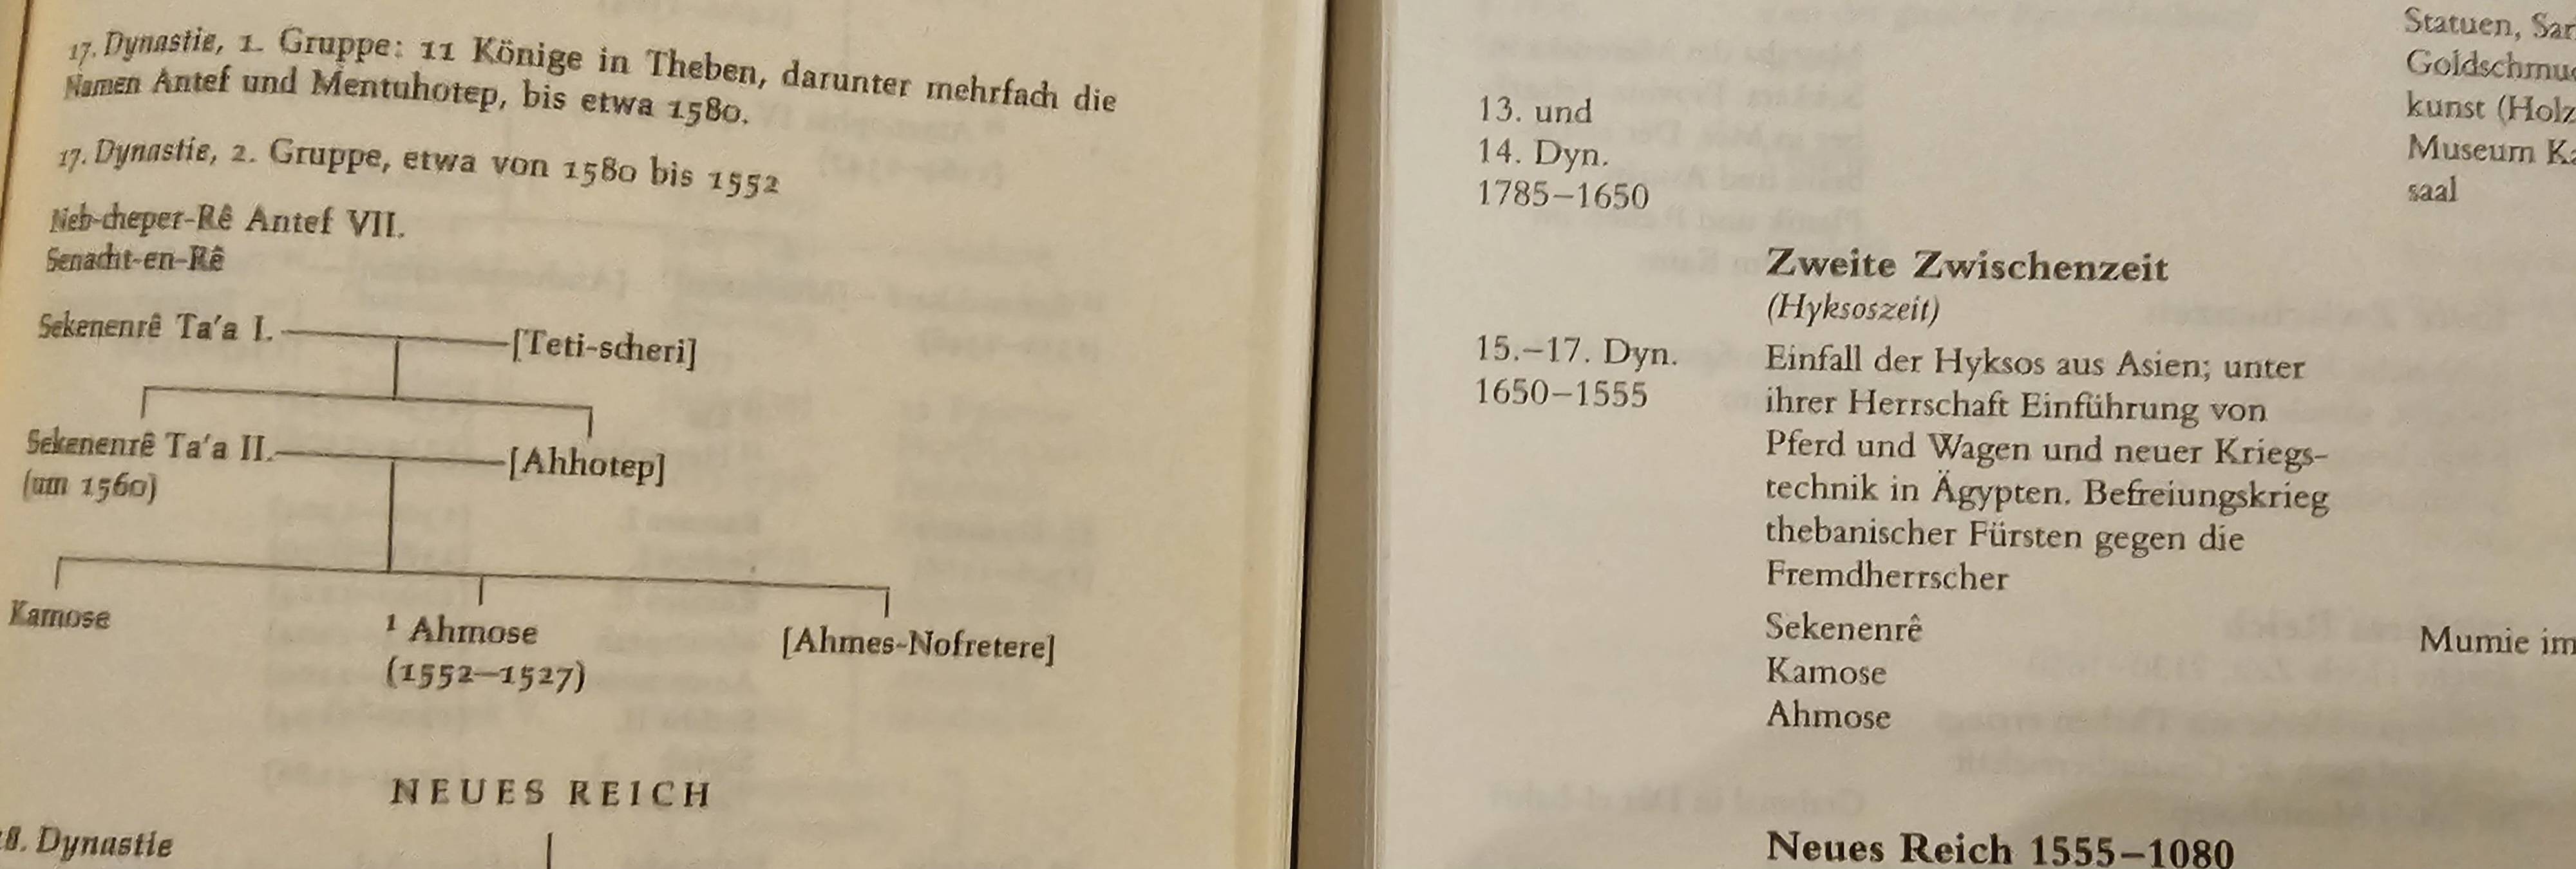 17. Dynastie, 1. Gruppe: 11 Könige in Theben, darunter mehrfach die
Namen Antef und Mentuhotep, bis etwa 1580.
17. Dynastie, 2. Gruppe, etwa von 1580 bis 1552
Neb-cheper-Rê Antef VII.
Senacht-en-Rê
Sekenenrê Ta'a I. [Teti-scheri]
Sekenenrê Ta'a II. [Ahhotep]
(um 1560)
Kamose 1 Ahmose [Ahmes-Nofretere]
(1552–1527)
NEUES REICH
18. Dynastie
Statuen, Sar
Goldschmuc
kunst (Holz
Museum Ka
saal
13. und
14. Dyn.
1785–1650
Zweite Zwischenzeit
(Hyksoszeit)
15.–17. Dyn. Einfall der Hyksos aus Asien; unter
1650–1555 ihrer Herrschaft Einführung von
Pferd und Wagen und neuer Kriegs-
technik in Ägypten. Befreiungskrieg
thebanischer Fürsten gegen die
Fremdherrscher
Sekenenrê Mumie im
Kamose
Ahmose
Neues Reich 1555–1080